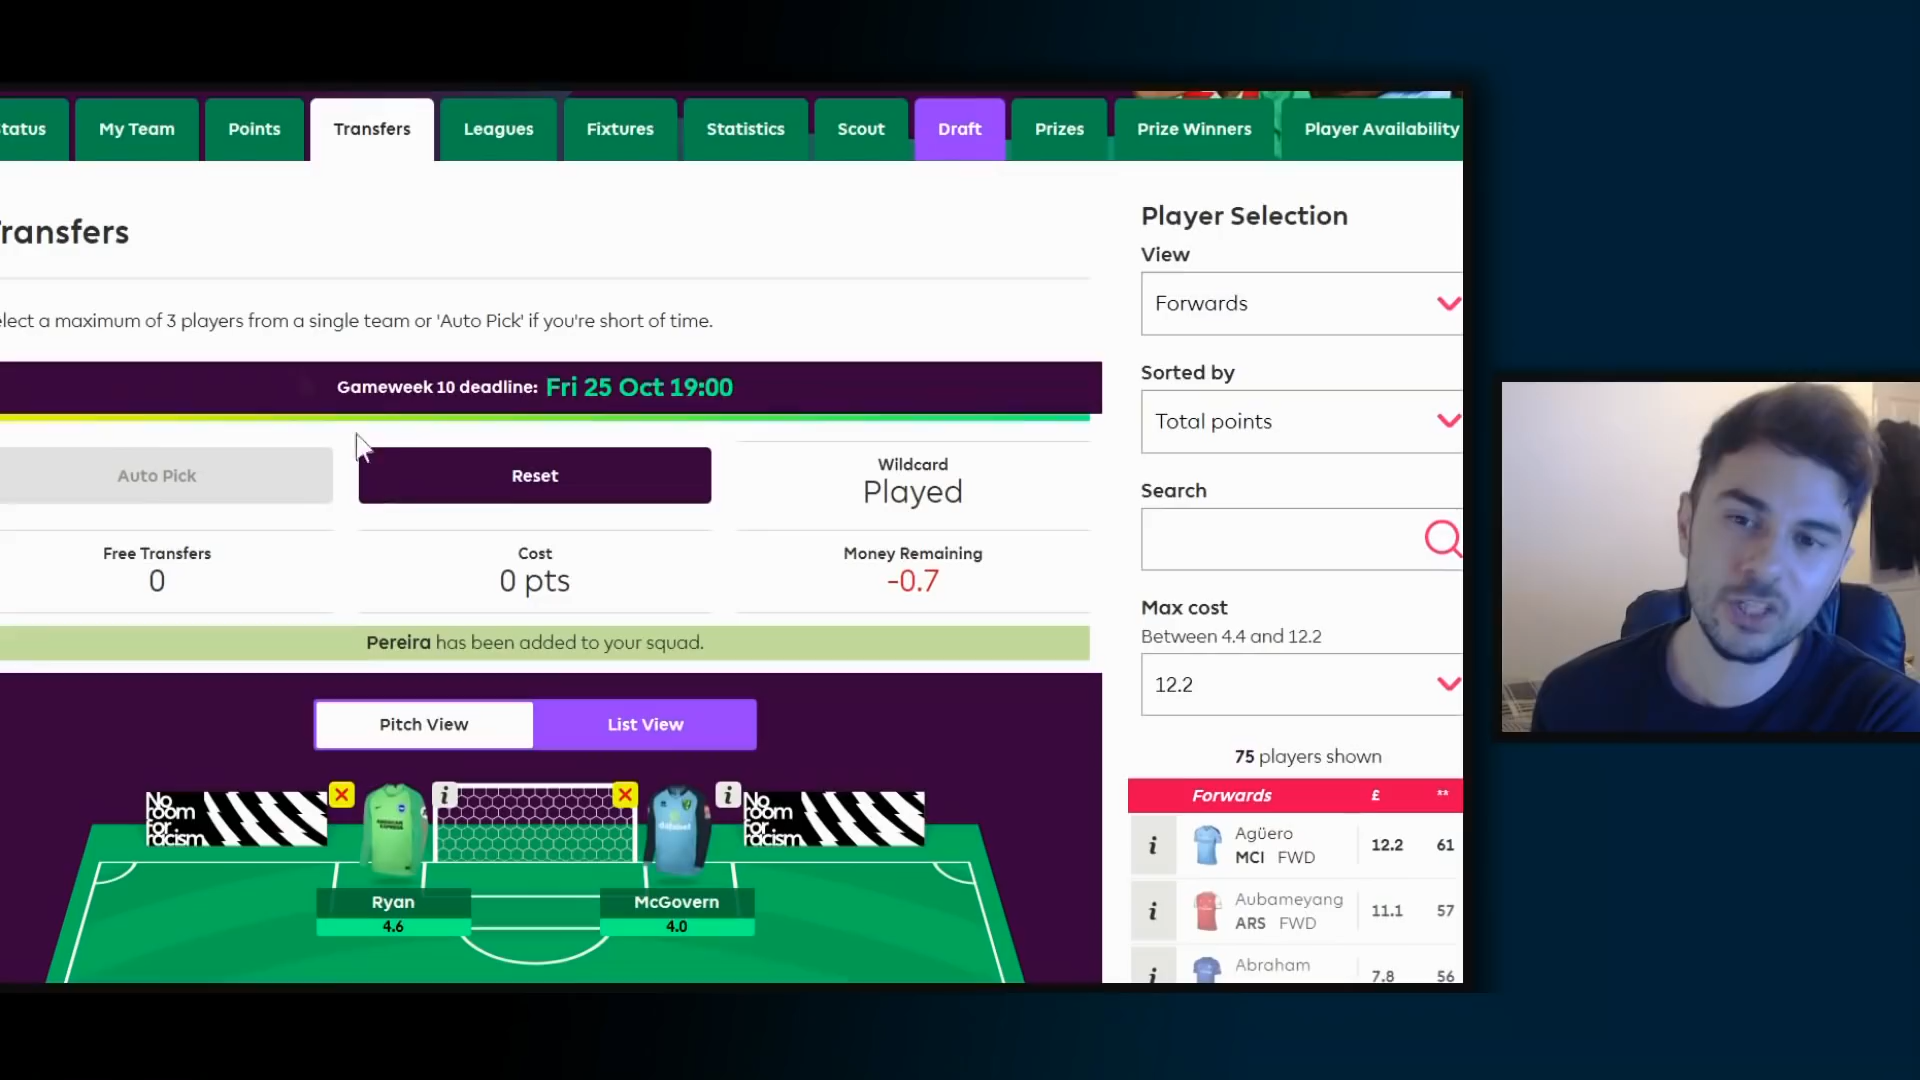 tatus
My Team
Points
Transfers
Leagues
Fixtures
Statistics
Scout
Draft
Prizes
Prize Winners
Player Availability
ransfers
elect a maximum of 3 players from a single team or 'Auto Pick' if you're short of time.
Gameweek 10 deadline: Fri 25 Oct 19:00
Auto Pick
Reset
Wildcard
Played
Free Transfers
0
Cost
0 pts
Money Remaining
-0.7
Pereira has been added to your squad.
Pitch View
List View
No
room
for
racism
No
room
for
racism
Ryan
4.6
McGovern
4.0
Player Selection
View
Forwards
Sorted by
Total points
Search
Max cost
Between 4.4 and 12.2
12.2
75 players shown
Forwards £ **
Agüero 12.2 61
MCI FWD
Aubameyang 11.1 57
ARS FWD
Abraham 7.8 56